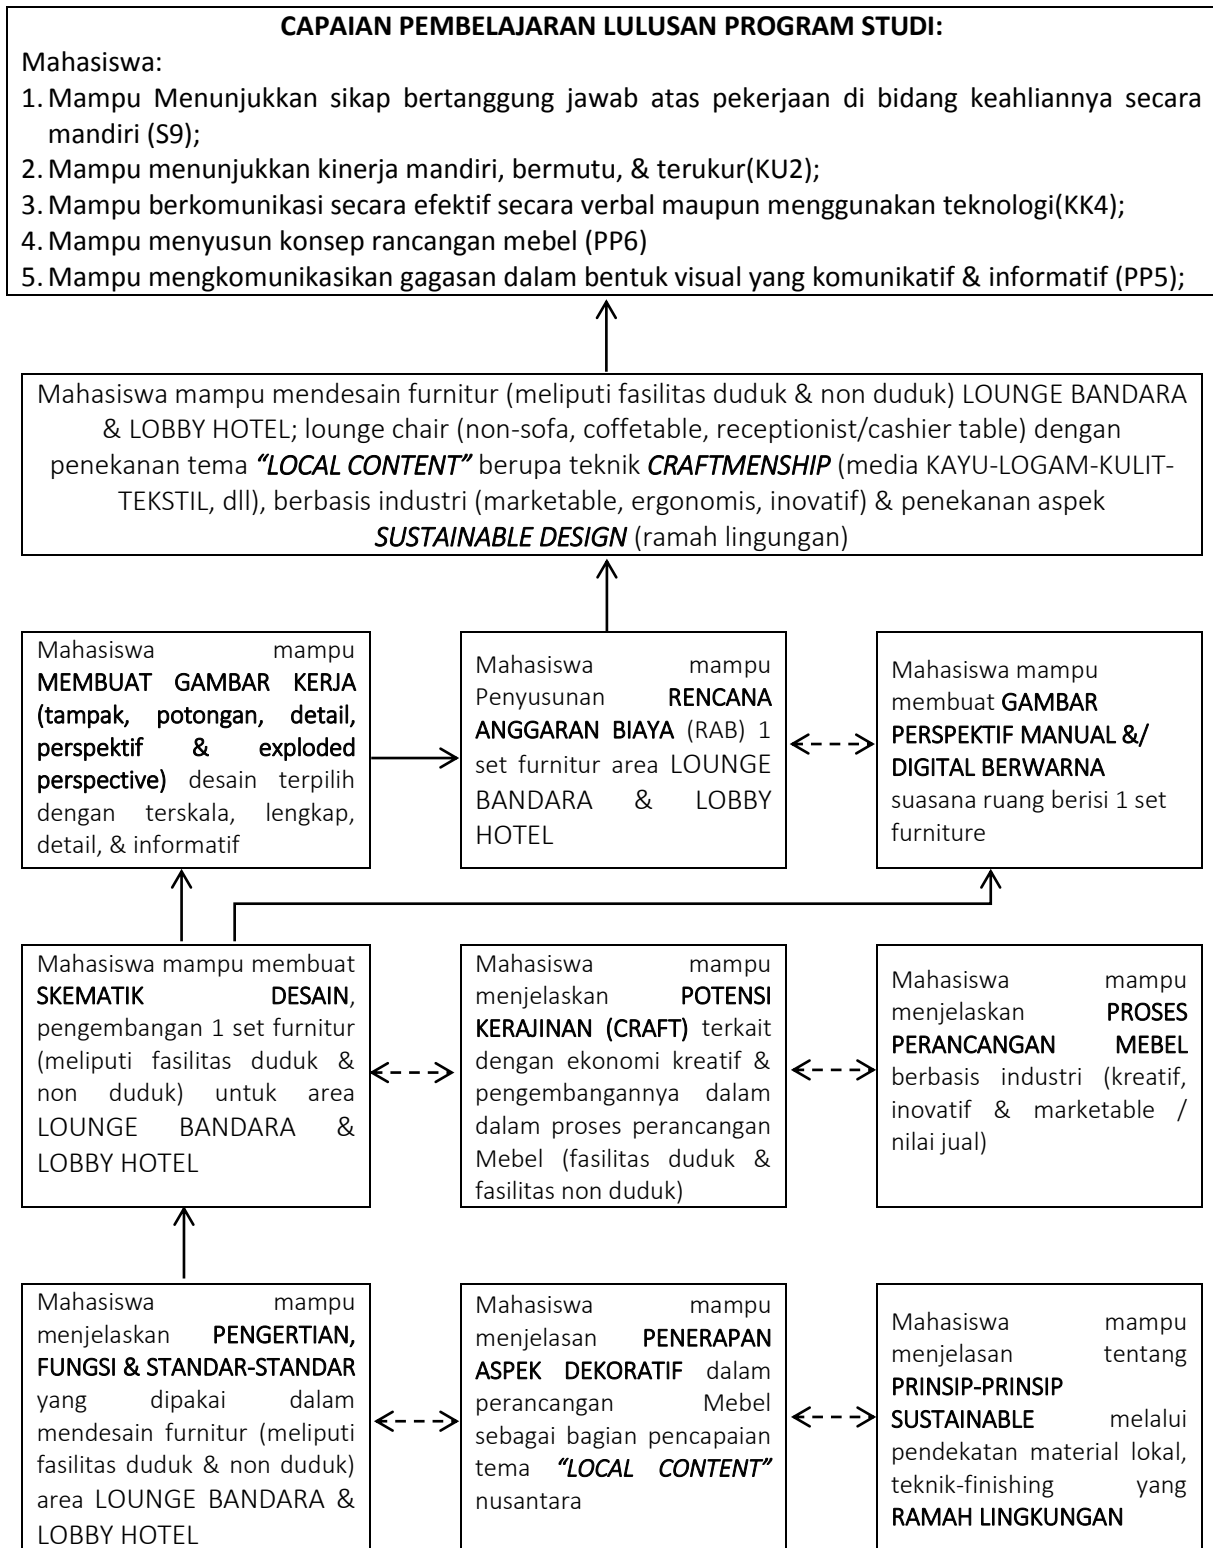 CAPAIAN PEMBELAJARAN LULUSAN PROGRAM STUDI:
Mahasiswa:
1. Mampu Menunjukkan sikap bertanggung jawab atas pekerjaan di bidang keahliannya secara
mandiri (S9);
2. Mampu menunjukkan kinerja mandiri, bermutu, & terukur(KU2);
3. Mampu berkomunikasi secara efektif secara verbal maupun menggunakan teknologi(KK4);
4. Mampu menyusun konsep rancangan mebel (PP6)
5. Mampu mengkomunikasikan gagasan dalam bentuk visual yang komunikatif & informatif (PP5);
Mahasiswa mampu mendesain furnitur (meliputi fasilitas duduk & non duduk) LOUNGE BANDARA
& LOBBY HOTEL; lounge chair (non-sofa, coffetable, receptionist/cashier table) dengan
penekanan tema “LOCAL CONTENT” berupa teknik CRAFTMENSHIP (media KAYU-LOGAM-KULIT-
TEKSTIL, dll), berbasis industri (marketable, ergonomis, inovatif) & penekanan aspek
SUSTAINABLE DESIGN (ramah lingungan)
Mahasiswa mampu
MEMBUAT GAMBAR KERJA
(tampak, potongan, detail,
perspektif & exploded
perspective) desain terpilih
dengan terskala, lengkap,
detail, & informatif
Mahasiswa mampu
Penyusunan RENCANA
ANGGARAN BIAYA (RAB) 1
set furnitur area LOUNGE
BANDARA & LOBBY
HOTEL
Mahasiswa mampu
membuat GAMBAR
PERSPEKTIF MANUAL &/
DIGITAL BERWARNA
suasana ruang berisi 1 set
furniture
Mahasiswa mampu membuat
SKEMATIK DESAIN,
pengembangan 1 set furnitur
(meliputi fasilitas duduk &
non duduk) untuk area
LOUNGE BANDARA &
LOBBY HOTEL
Mahasiswa mampu
menjelaskan POTENSI
KERAJINAN (CRAFT) terkait
dengan ekonomi kreatif &
pengembangannya dalam
dalam proses perancangan
Mebel (fasilitas duduk &
fasilitas non duduk)
Mahasiswa mampu
menjelaskan PROSES
PERANCANGAN MEBEL
berbasis industri (kreatif,
inovatif & marketable /
nilai jual)
Mahasiswa mampu
menjelaskan PENGERTIAN,
FUNGSI & STANDAR-STANDAR
yang dipakai dalam
mendesain furnitur (meliputi
fasilitas duduk & non duduk)
area LOUNGE BANDARA &
LOBBY HOTEL
Mahasiswa mampu
menjelasan PENERAPAN
ASPEK DEKORATIF dalam
perancangan Mebel
sebagai bagian pencapaian
tema “LOCAL CONTENT”
nusantara
Mahasiswa mampu
menjelasan tentang
PRINSIP-PRINSIP
SUSTAINABLE melalui
pendekatan material lokal,
teknik-finishing yang
RAMAH LINGKUNGAN